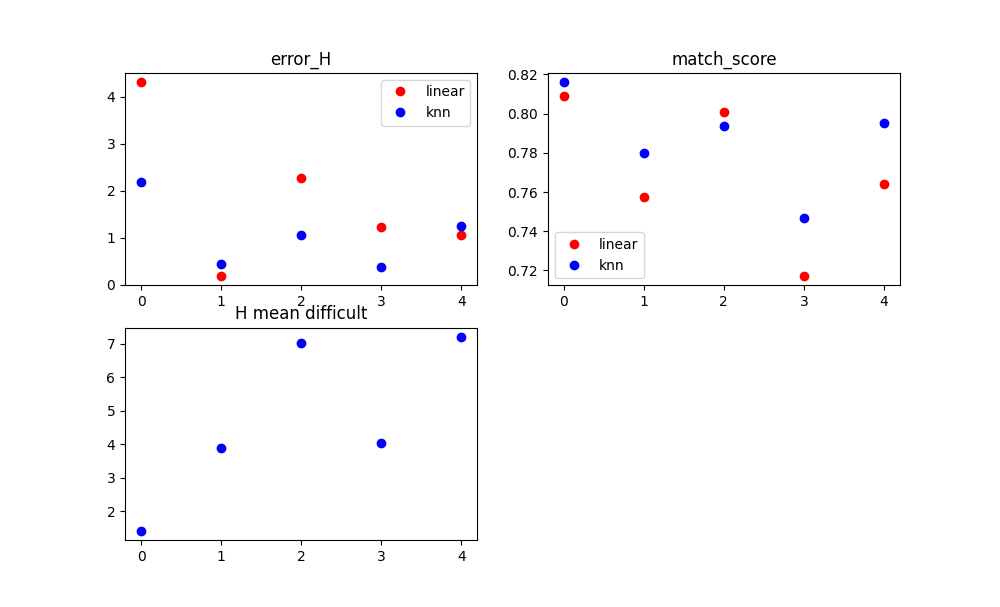 error_H
4
3
2
1
0
linear
knn
0 1 2 3 4
match_score
0.82
0.80
0.78
0.76
0.74
0.72
linear
knn
0 1 2 3 4
H mean difficult
7
6
5
4
3
2
0 1 2 3 4